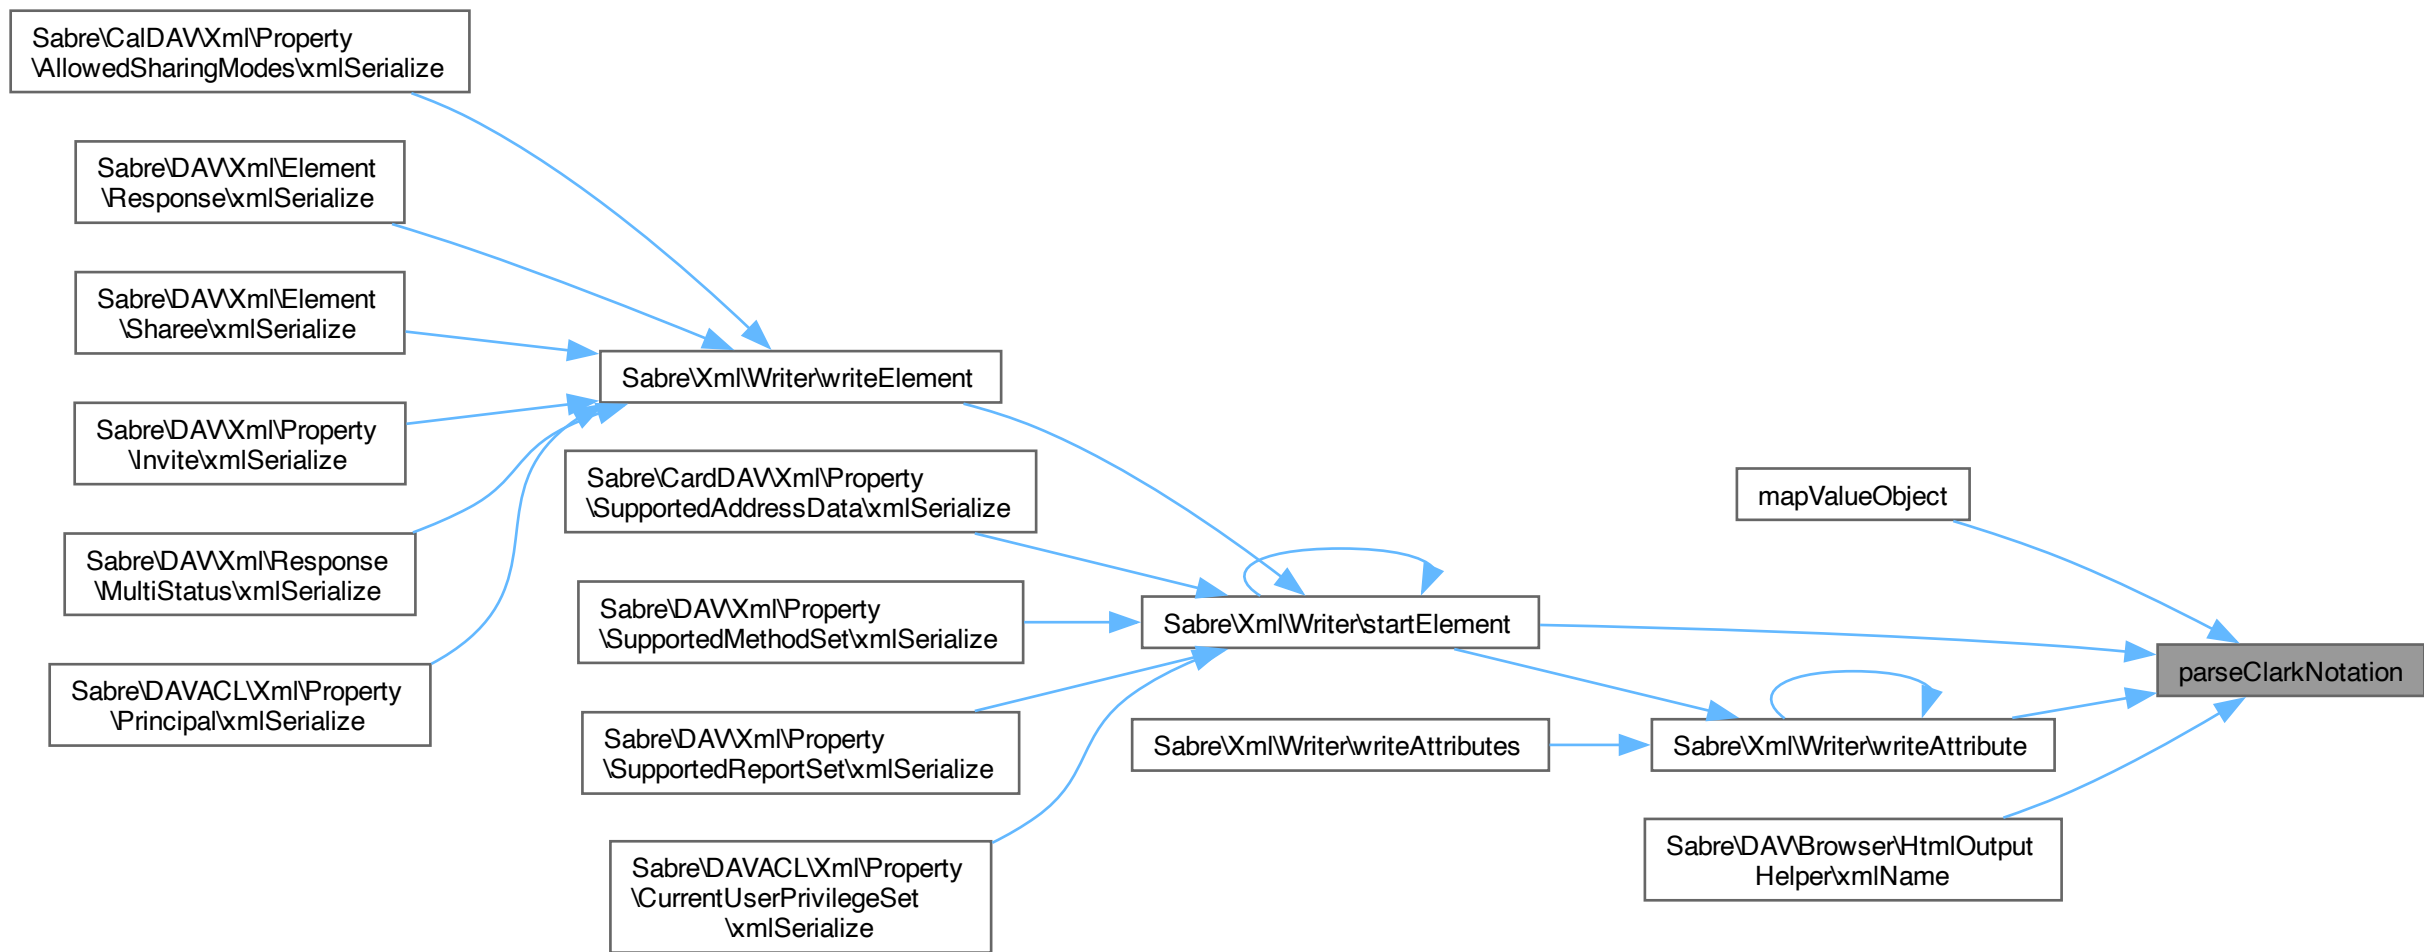 Sabre\CalDAV\Xml\Property
\AllowedSharingModes\xmlSerialize
Sabre\DAV\Xml\Element
\Response\xmlSerialize
Sabre\DAV\Xml\Element
\Sharee\xmlSerialize
Sabre\DAV\Xml\Property
\Invite\xmlSerialize
Sabre\DAV\Xml\Response
\MultiStatus\xmlSerialize
Sabre\DAVACL\Xml\Property
\Principal\xmlSerialize
Sabre\Xml\Writer\writeElement
Sabre\CardDAV\Xml\Property
\SupportedAddressData\xmlSerialize
Sabre\DAV\Xml\Property
\SupportedMethodSet\xmlSerialize
Sabre\DAV\Xml\Property
\SupportedReportSet\xmlSerialize
Sabre\DAVACL\Xml\Property
\CurrentUserPrivilegeSet
\xmlSerialize
Sabre\Xml\Writer\startElement
Sabre\Xml\Writer\writeAttributes
mapValueObject
Sabre\Xml\Writer\writeAttribute
Sabre\DAV\Browser\HtmlOutput
Helper\xmlName
parseClarkNotation